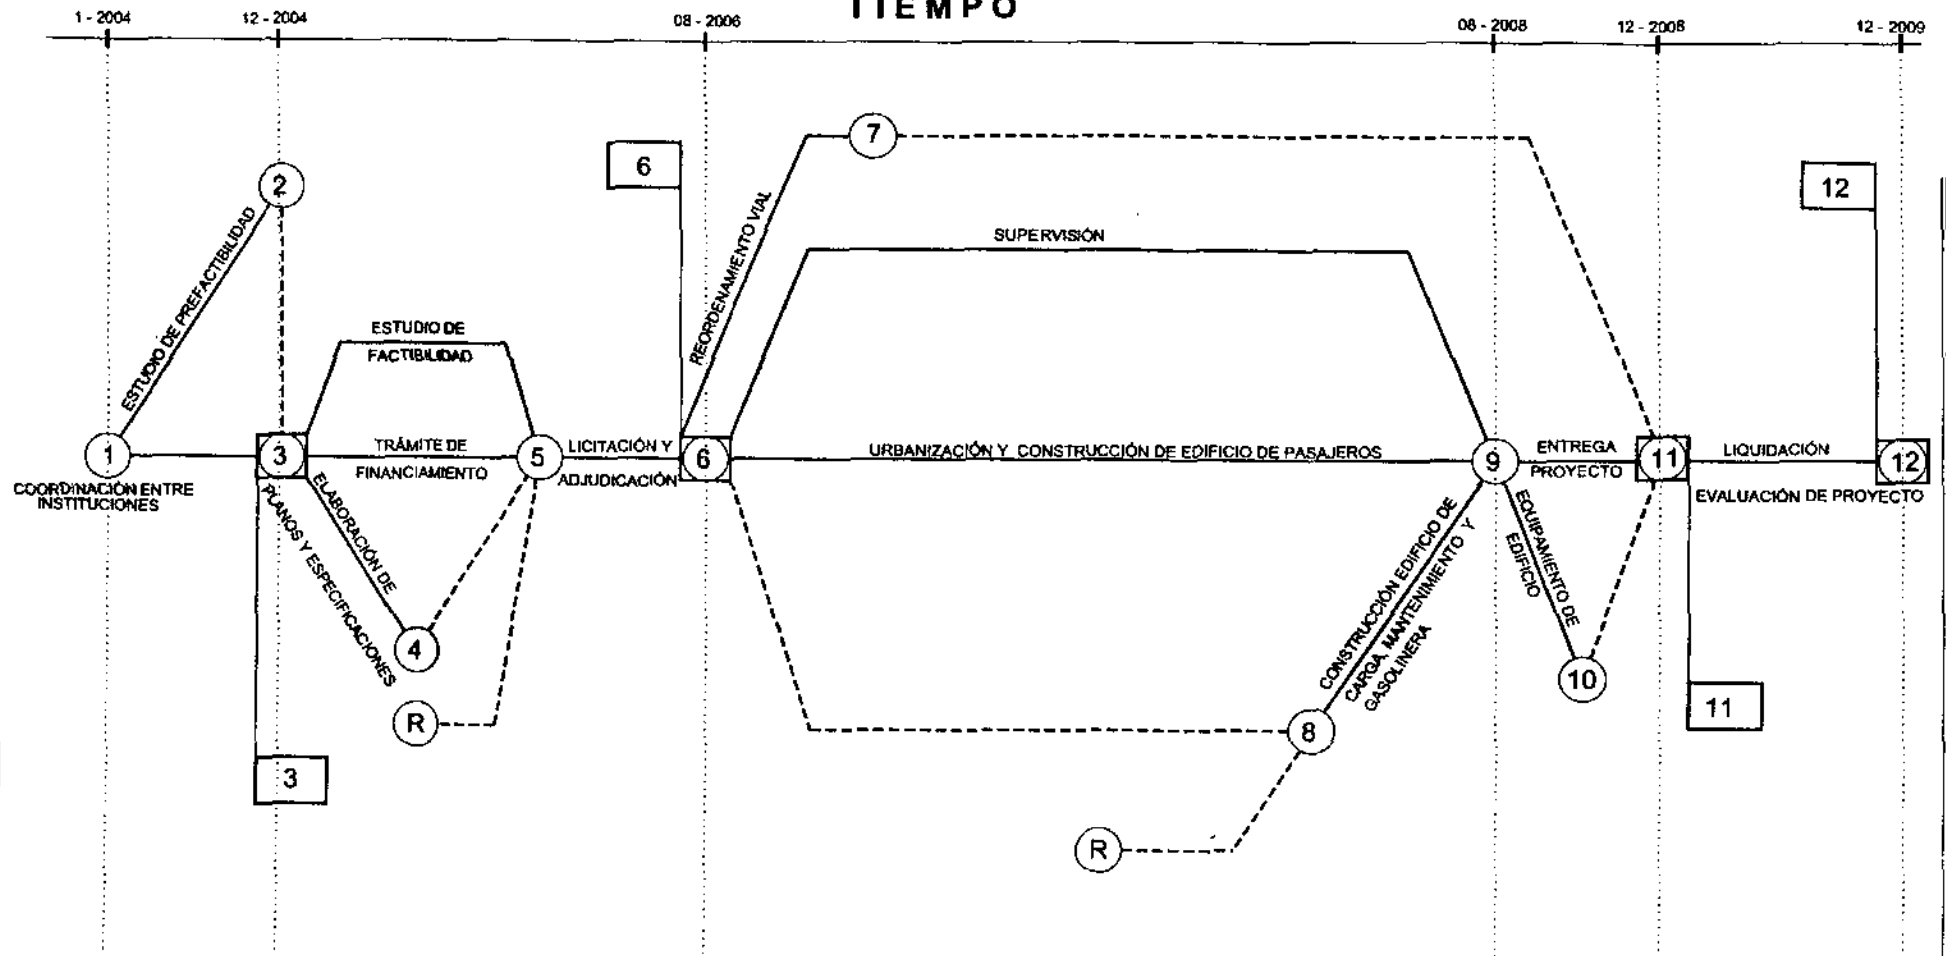 TIEMPO
1 - 2004
12 - 2004
08 - 2006
08 - 2008
12 - 2008
12 - 2009
7
6
12
2
REORDENAMIENTO VIAL
SUPERVISIÓN
ESTUDIO DE PREFACTIBILIDAD
ESTUDIO DE
FACTIBILIDAD
1
3
TRÁMITE DE
FINANCIAMIENTO
5
LICITACIÓN Y
ADJUDICACIÓN
6
URBANIZACIÓN Y CONSTRUCCIÓN DE EDIFICIO DE PASAJEROS
9
ENTREGA
PROYECTO
11
LIQUIDACIÓN
12
EVALUACIÓN DE PROYECTO
COORDINACIÓN ENTRE
INSTITUCIONES
ELABORACIÓN DE
PLANOS Y ESPECIFICACIONES
CONSTRUCCIÓN EDIFICIO DE
CARGA, MANTENIMIENTO Y
GASOLINERA
EQUIPAMIENTO DE
EDIFICIO
4
10
R
11
8
3
R